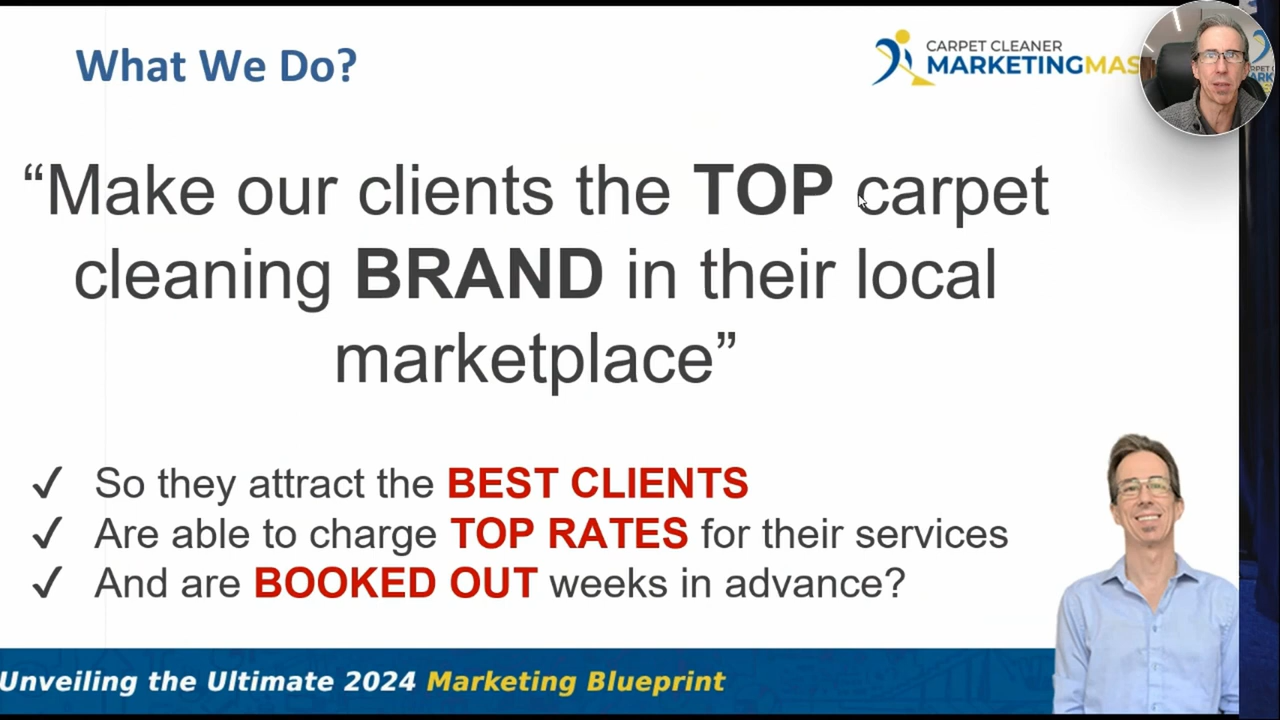 What We Do?
CARPET CLEANER
MARKETINGMAS
“Make our clients the TOP carpet
cleaning BRAND in their local
marketplace”
✓ So they attract the BEST CLIENTS
✓ Are able to charge TOP RATES for their services
✓ And are BOOKED OUT weeks in advance?
Unveiling the Ultimate 2024 Marketing Blueprint